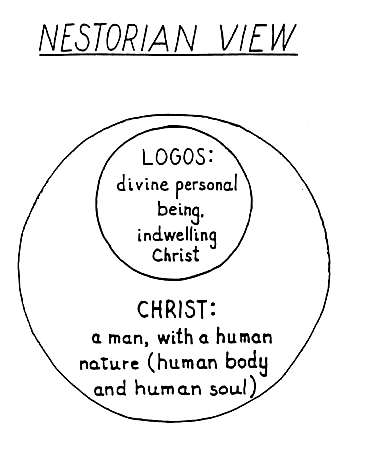 NESTORIAN VIEW
LOGOS:
divine personal
being,
indwelling
Christ
CHRIST:
a man, with a human
nature (human body
and human soul)